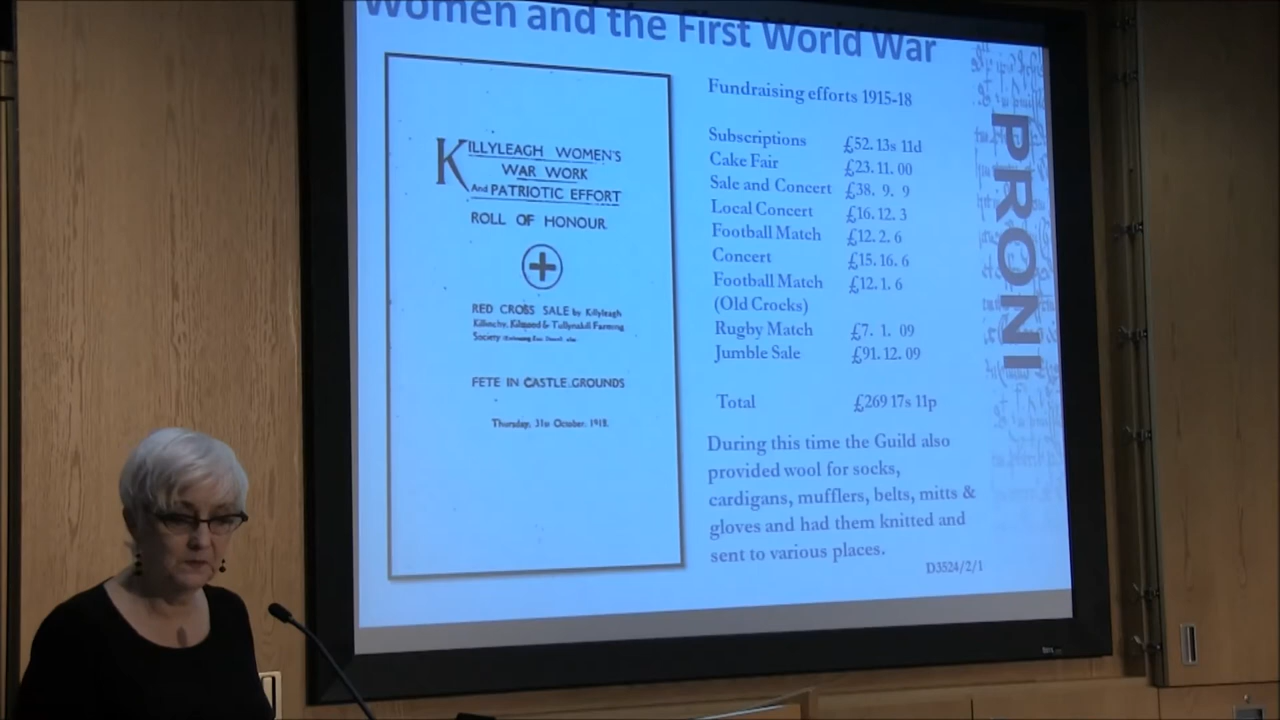 Women and the First World War
KILLYLEAGH WOMEN'S
WAR WORK
And PATRIOTIC EFFORT
ROLL OF HONOUR
RED CROSS SALE by Killyleagh
Killinchy, Kilmood & Tullynakill Farming
Society
FETE IN CASTLE GROUNDS
Thursday, 31st October, 1918.
Fundraising efforts 1915-18
Subscriptions £52. 13s 11d
Cake Fair £23.11. 00
Sale and Concert £38. 9. 9
Local Concert £16. 12. 3
Football Match £12. 2. 6
Concert £15. 16. 6
Football Match £12. 1. 6
(Old Crocks)
Rugby Match £7. 1. 09
Jumble Sale £91. 12. 09
Total £269 17s 11p
During this time the Guild also
provided wool for socks,
cardigans, mufflers, belts, mitts &
gloves and had them knitted and
sent to various places.
D3524/2/1
PRONI